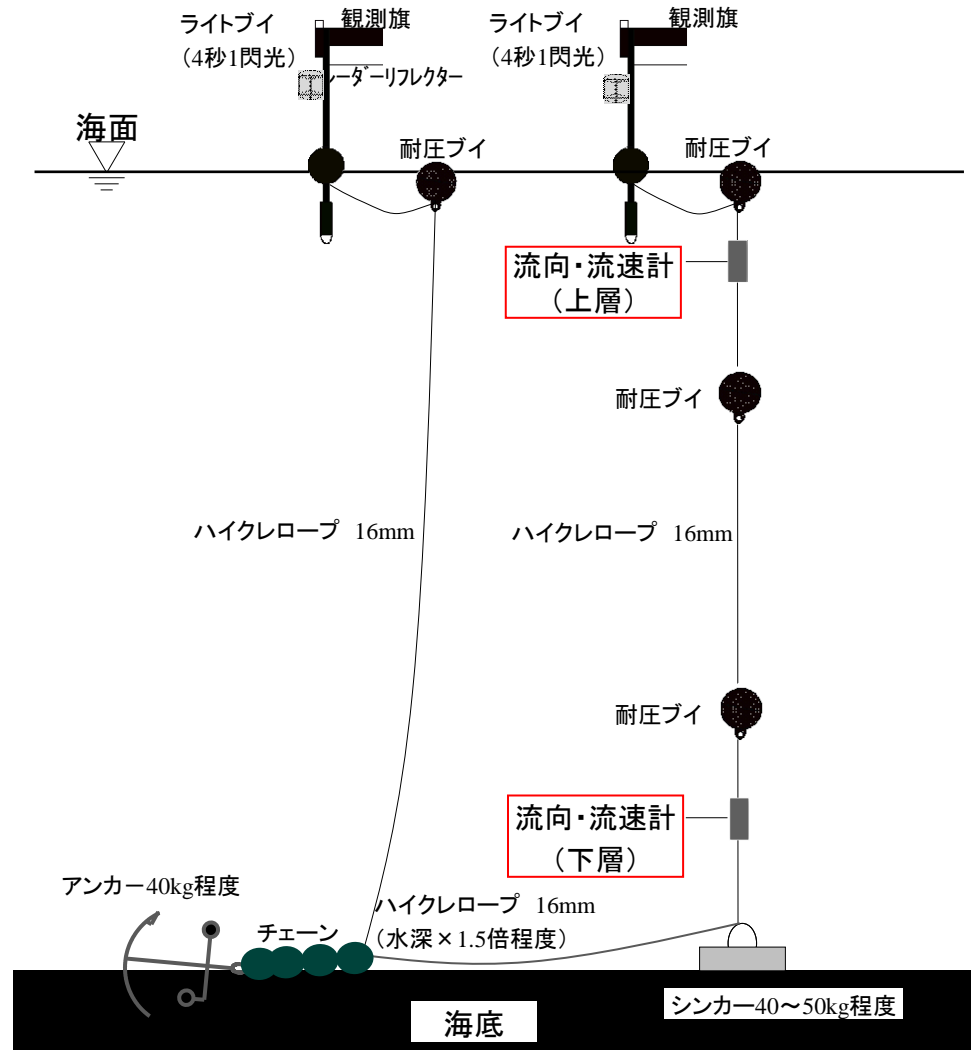 ライトブイ
(4秒1閃光)
観測旗
レーダーリフレクター
ライトブイ
(4秒1閃光)
観測旗
海面
耐圧ブイ
耐圧ブイ
流向・流速計
(上層)
耐圧ブイ
ハイクレロープ 16mm
ハイクレロープ 16mm
耐圧ブイ
流向・流速計
(下層)
アンカー40kg程度
チェーン
ハイクレロープ 16mm
(水深×1.5倍程度)
シンカー40～50kg程度
海底